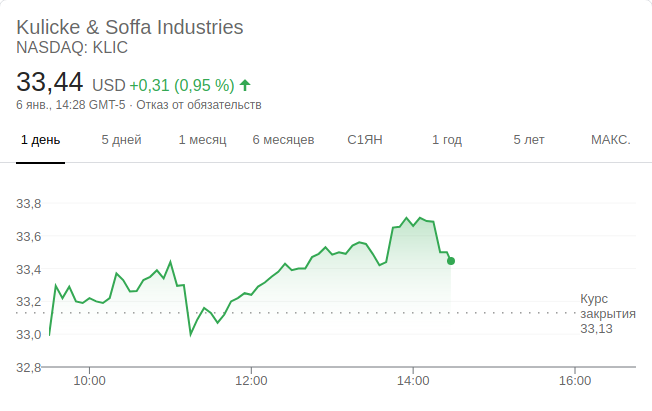 Kulicke & Soffa Industries
NASDAQ: KLIC
33,44 USD +0,31 (0,95 %)
6 янв., 14:28 GMT-5 · Отказ от обязательств
1 день 5 дней 1 месяц 6 месяцев С1ЯН 1 год 5 лет МАКС.
33,8
33,6
33,4
33,2
33,0
32,8
Курс
закрытия
33,13
10:00 12:00 14:00 16:00